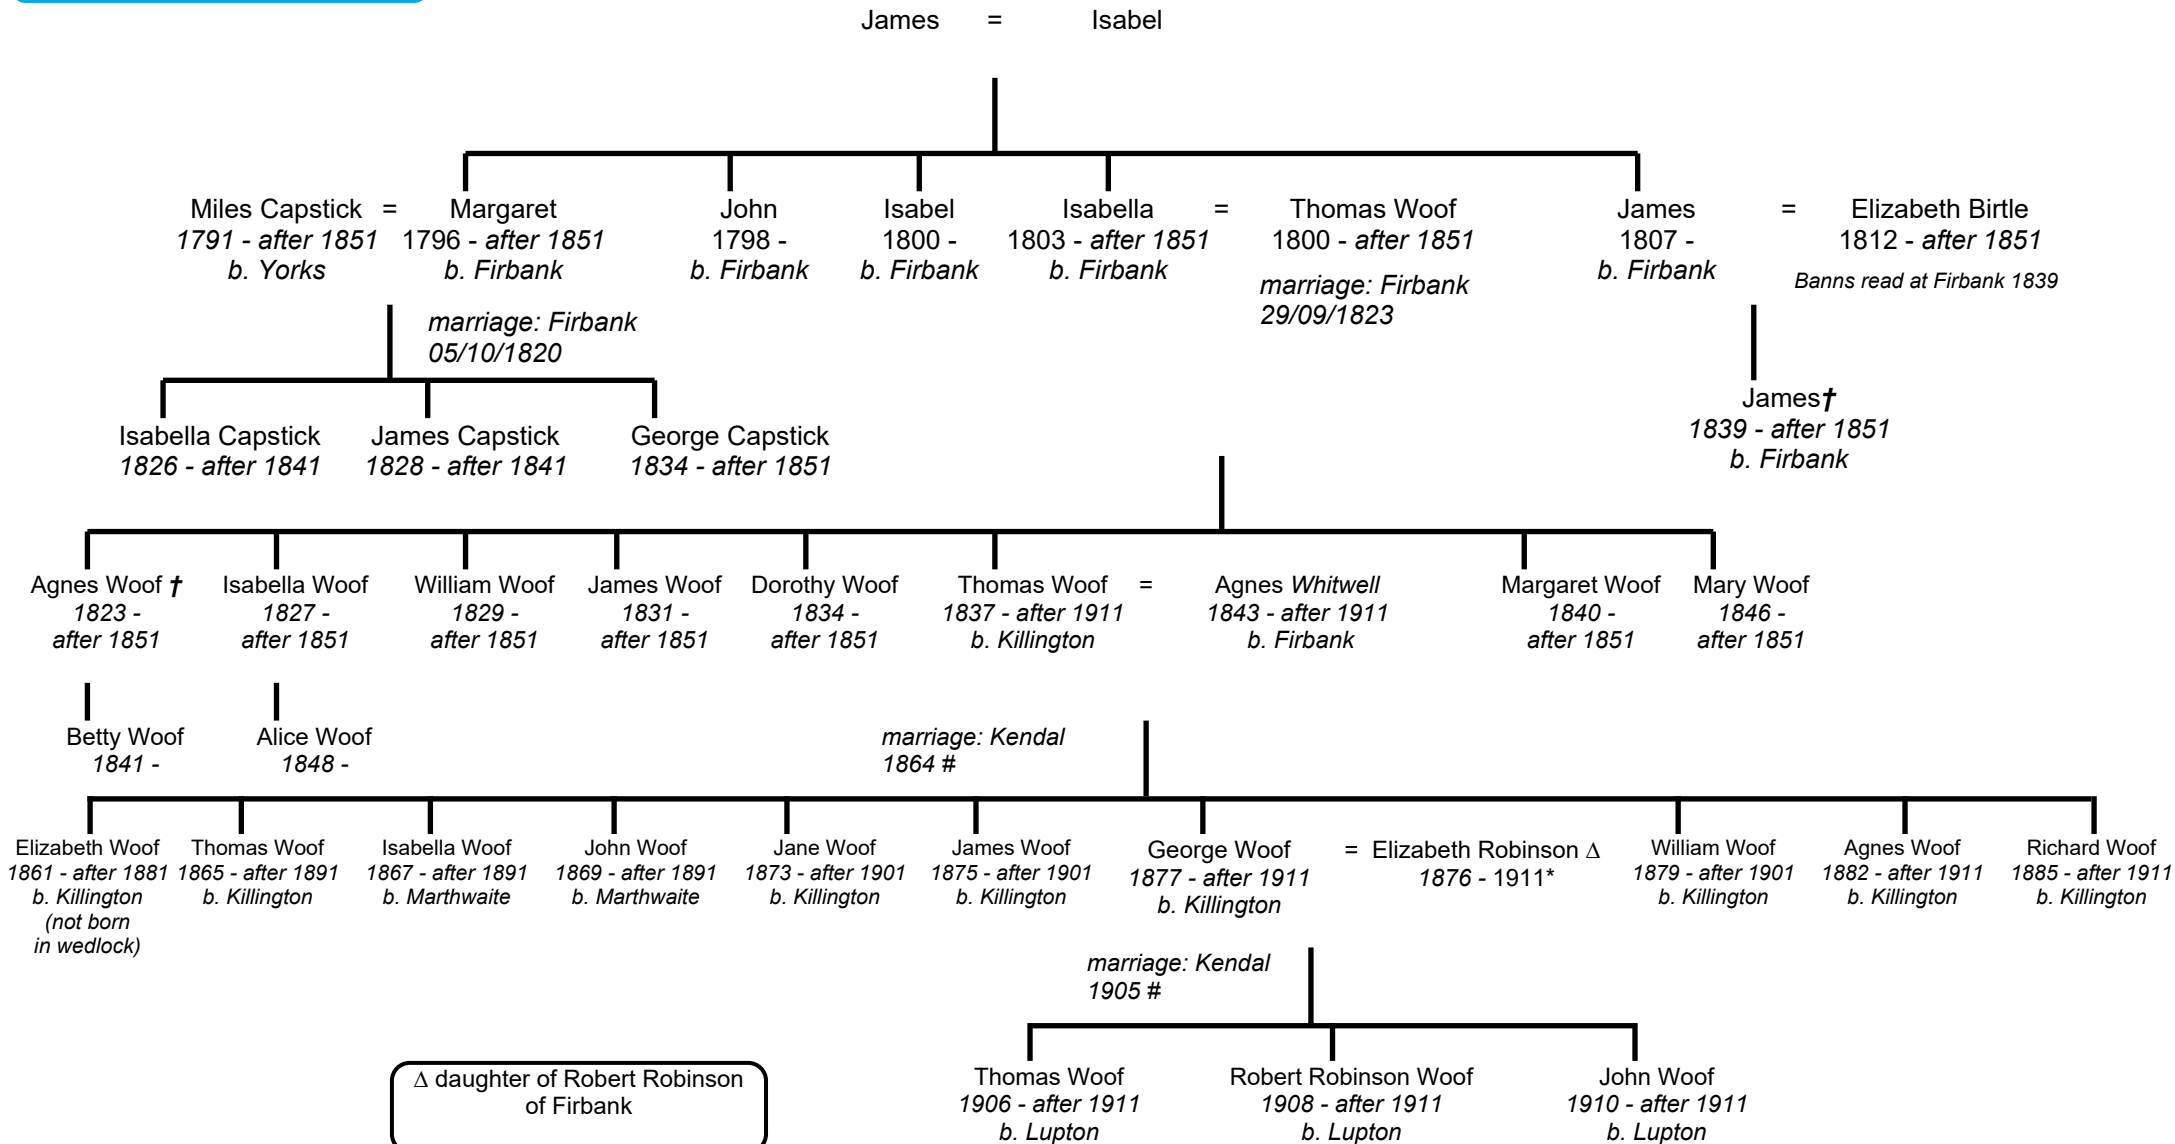 James = Isabel
Miles Capstick = Margaret John Isabel Isabella = Thomas Woof James = Elizabeth Birtle
1791 - after 1851 1796 - after 1851 1798 - 1800 - 1803 - after 1851 1800 - after 1851 1807 - 1812 - after 1851
b. Yorks b. Firbank b. Firbank b. Firbank b. Firbank b. Firbank
marriage: Firbank Banns read at Firbank 1839
29/09/1823
marriage: Firbank
05/10/1820
James†
1839 - after 1851
b. Firbank
Isabella Capstick James Capstick George Capstick
1826 - after 1841 1828 - after 1841 1834 - after 1851
Agnes Woof † Isabella Woof William Woof James Woof Dorothy Woof Thomas Woof = Agnes Whitwell Margaret Woof Mary Woof
1823 - 1827 - 1829 - 1831 - 1834 - 1837 - after 1911 1843 - after 1911 1840 - 1846 -
after 1851 after 1851 after 1851 after 1851 after 1851 b. Killington b. Firbank after 1851 after 1851
Betty Woof Alice Woof marriage: Kendal
1841 - 1848 - 1864 #
Elizabeth Woof Thomas Woof Isabella Woof John Woof Jane Woof James Woof George Woof = Elizabeth Robinson Δ William Woof Agnes Woof Richard Woof
1861 - after 1881 1865 - after 1891 1867 - after 1891 1869 - after 1891 1873 - after 1901 1875 - after 1901 1877 - after 1911 1876 - 1911* 1879 - after 1901 1882 - after 1911 1885 - after 1911
b. Killington b. Killington b. Marthwaite b. Marthwaite b. Killington b. Killington b. Killington b. Killington b. Killington b. Killington
(not born
in wedlock)
marriage: Kendal
1905 #
Δ daughter of Robert Robinson
of Firbank
Thomas Woof Robert Robinson Woof John Woof
1906 - after 1911 1908 - after 1911 1910 - after 1911
b. Lupton b. Lupton b. Lupton